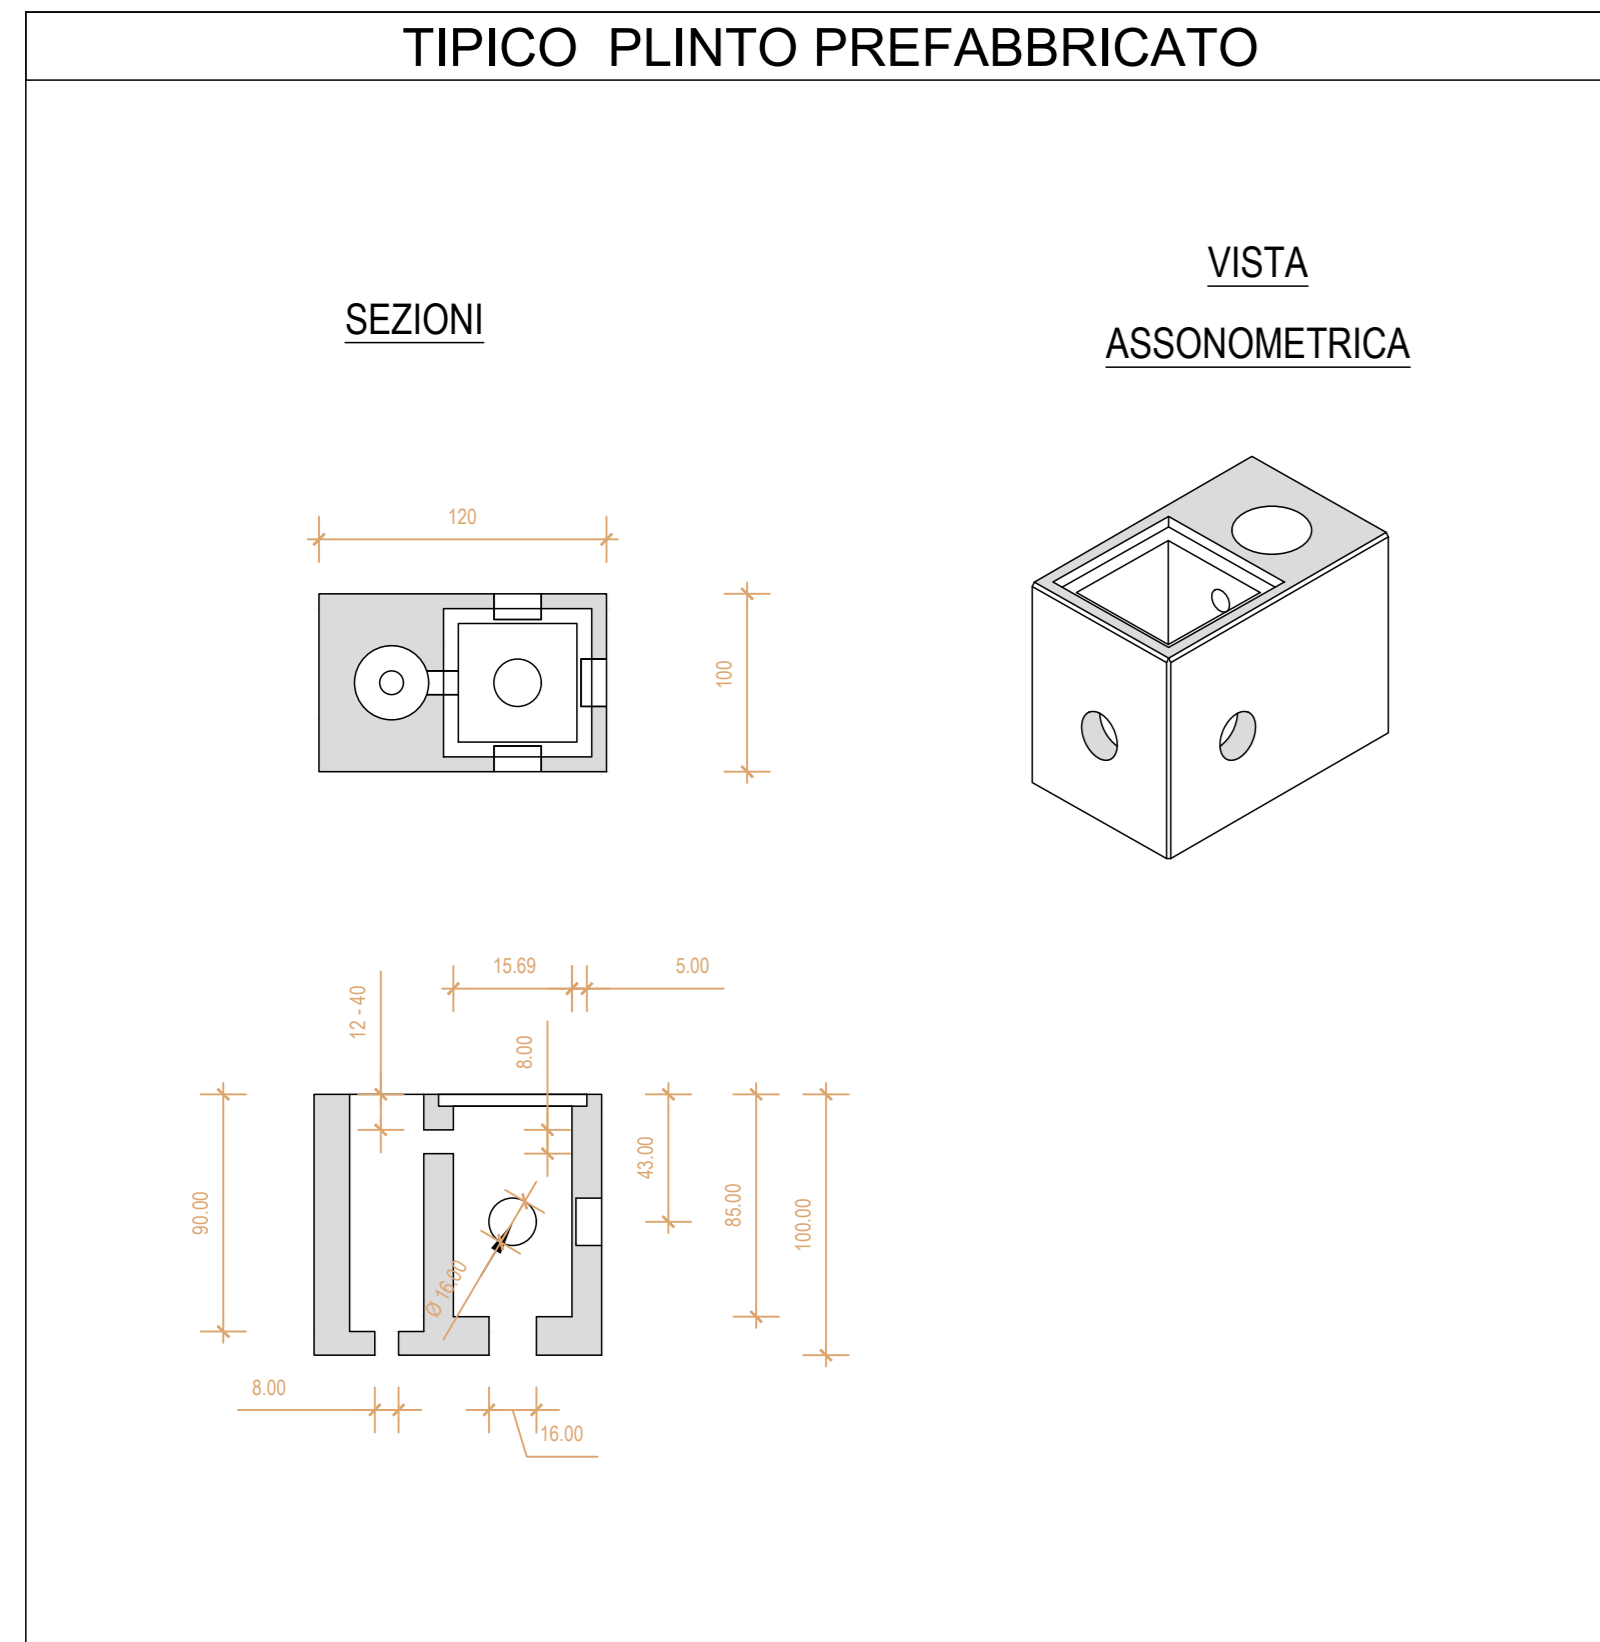 TIPICO PLINTO PREFABBRICATO
VISTA
SEZIONI
ASSONOMETRICA
120
100
15.69
5.00
12 - 40
8.00
43.00
90.00
85.00
100.00
Ø 16.00
8.00
16.00